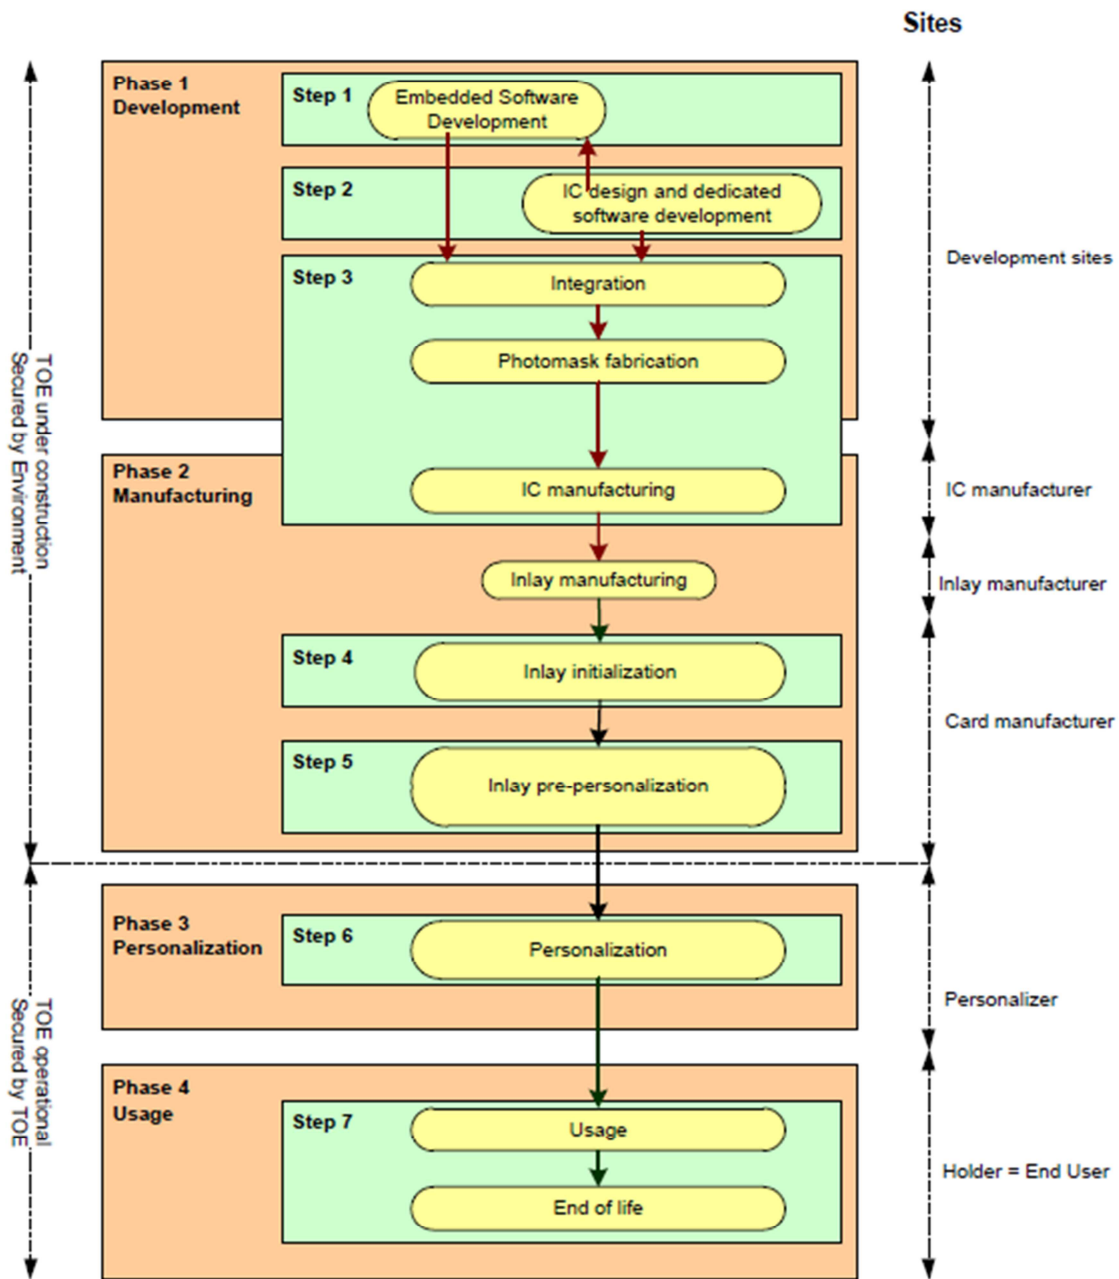 Sites
Phase 1
Development
Step 1
Embedded Software
Development
Step 2
IC design and dedicated
software development
Step 3
Integration
Development sites
Photomask fabrication
TOE under construction
Secured by Environment
Phase 2
Manufacturing
IC manufacturing
IC manufacturer
Inlay manufacturing
Inlay manufacturer
Step 4
Inlay initialization
Card manufacturer
Step 5
Inlay pre-personalization
Phase 3
Personalization
Step 6
Personalization
Personalizer
TOE operational
Secured by TOE
Phase 4
Usage
Step 7
Usage
Holder = End User
End of life